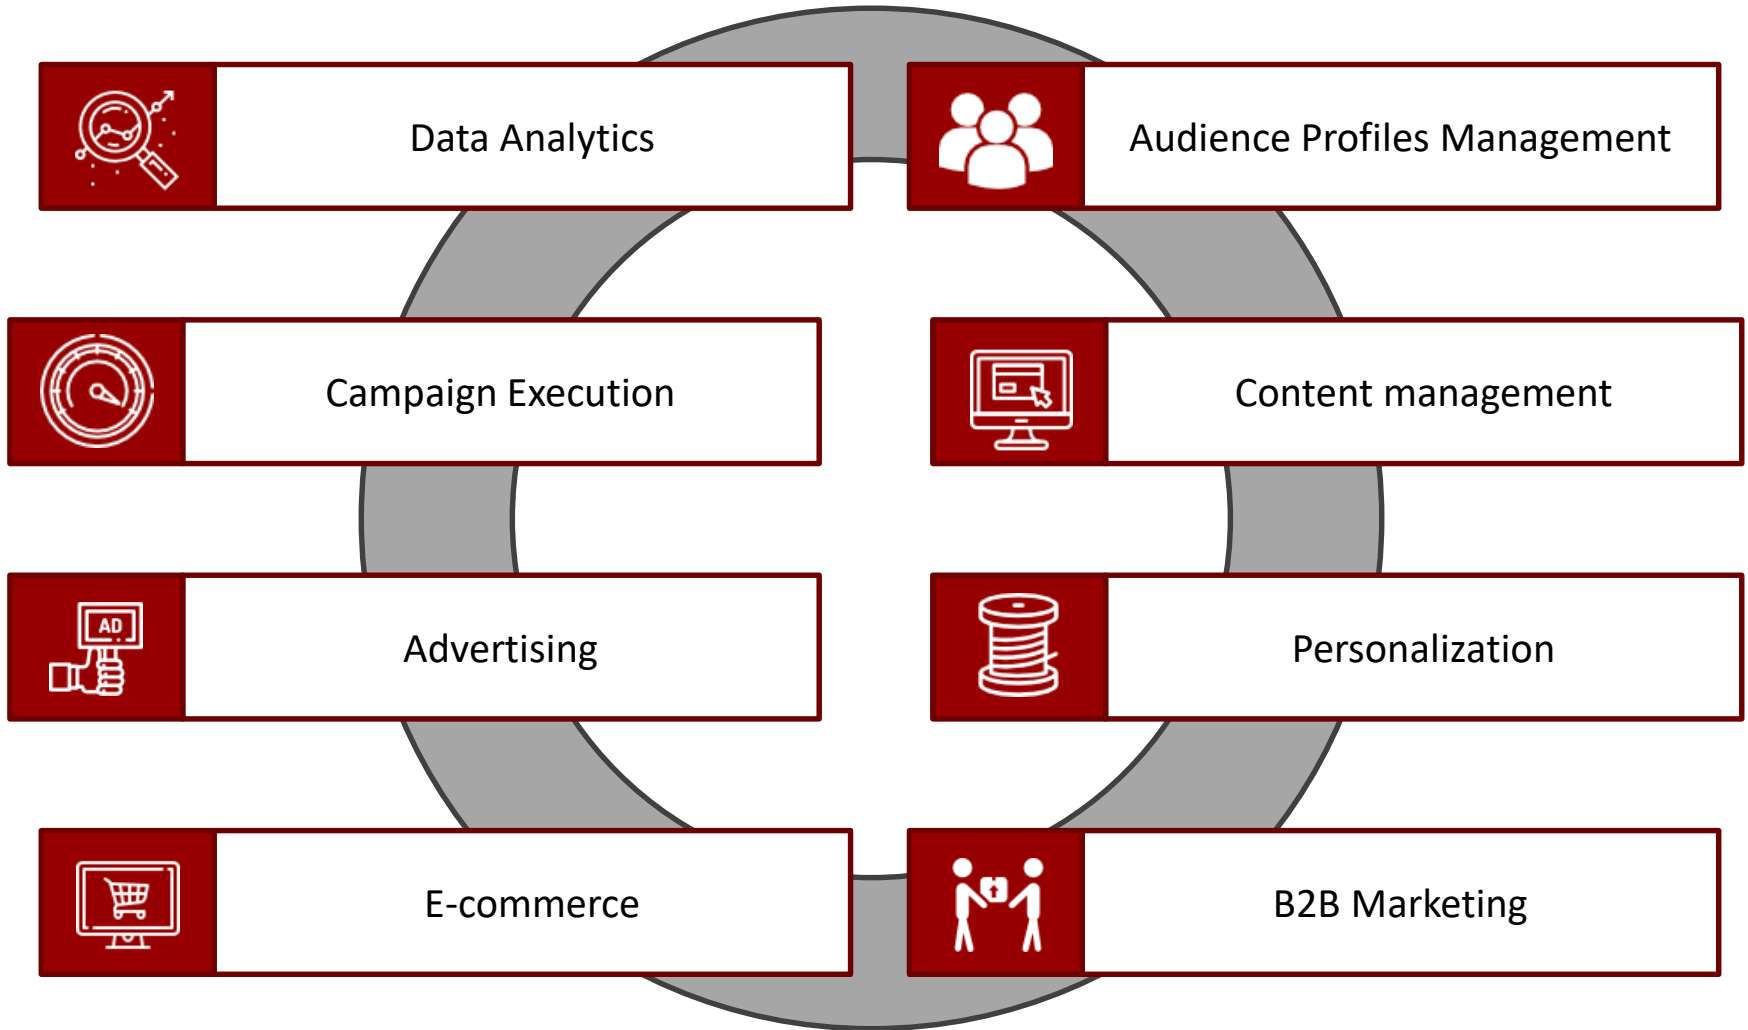 Data Analytics
Audience Profiles Management
Campaign Execution
Content management
AD
Advertising
Personalization
E-commerce
B2B Marketing